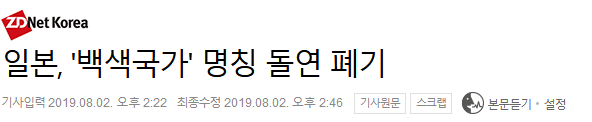 ZDNet Korea
일본, '백색국가' 명칭 돌연 폐기
기사입력 2019.08.02. 오후 2:22 최종수정 2019.08.02. 오후 2:46 기사원문 스크랩 본문듣기 • 설정